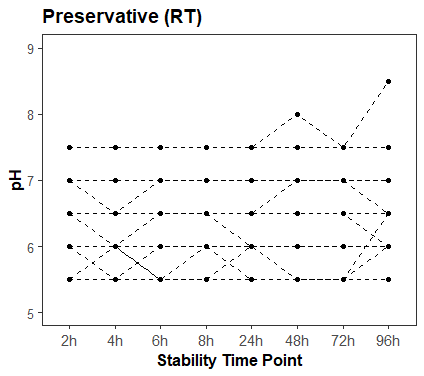 Preservative (RT)
9
8
7
6
5
pH
2h 4h 6h 8h 24h 48h 72h 96h
Stability Time Point